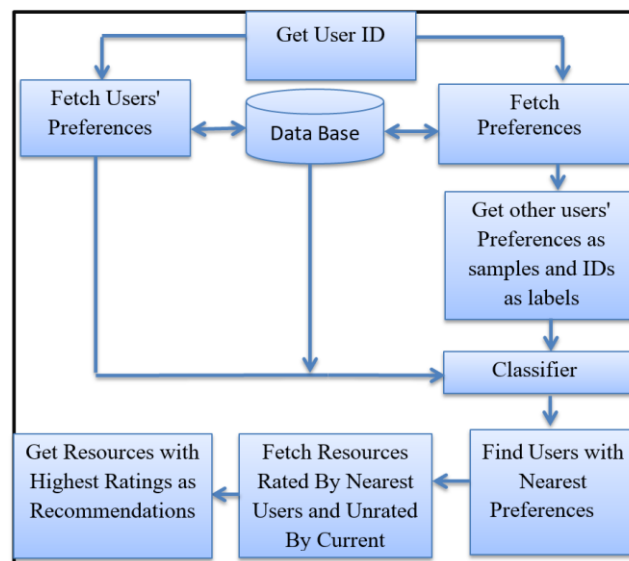 Get User ID
Fetch Users'
Preferences
Data Base
Fetch
Preferences
Get other users'
Preferences as
samples and IDs
as labels
Classifier
Find Users with
Nearest
Preferences
Fetch Resources
Rated By Nearest
Users and Unrated
By Current
Get Resources with
Highest Ratings as
Recommendations